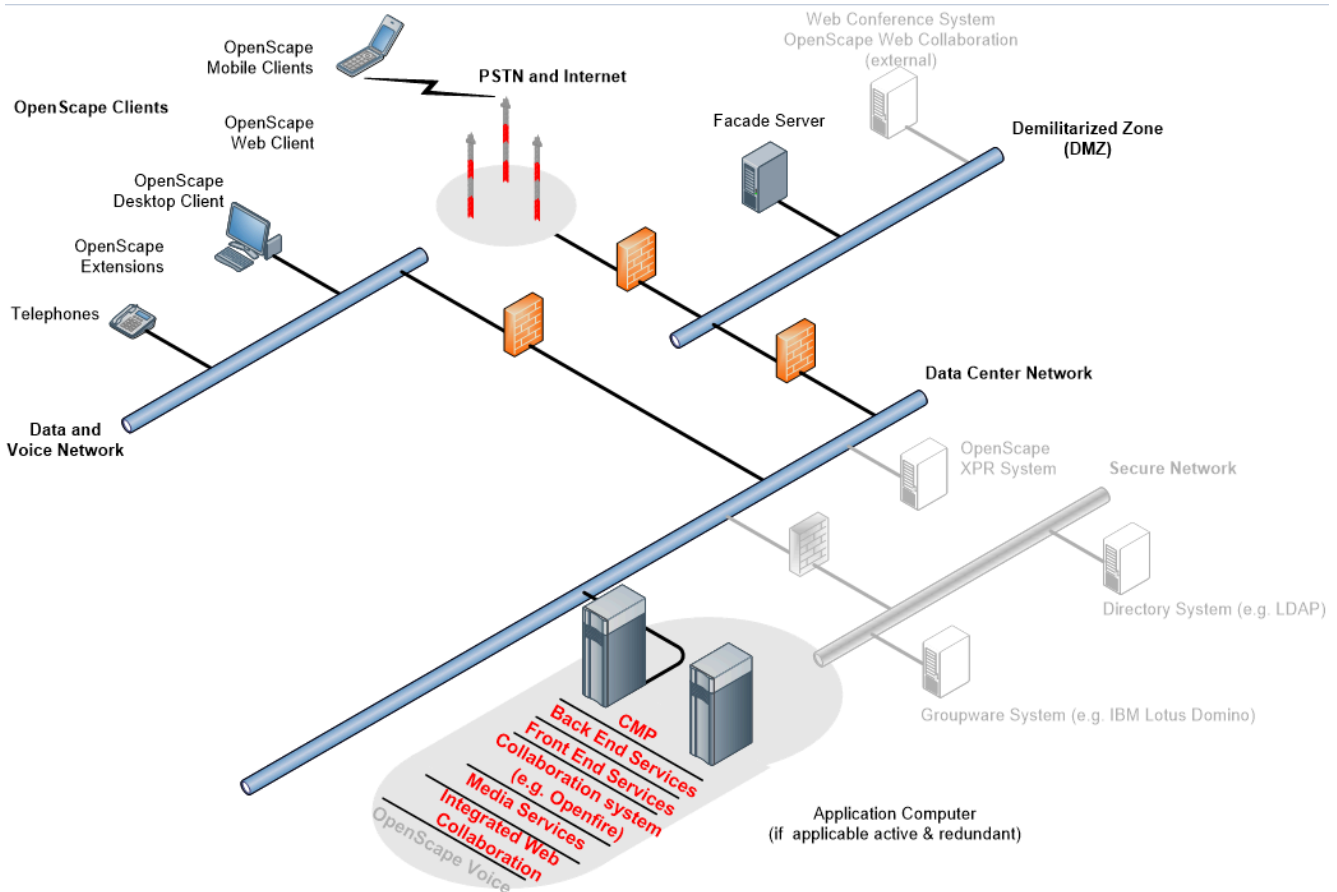 OpenScape
Mobile Clients
PSTN and Internet
Web Conference System
OpenScape Web Collaboration
(external)
OpenScape Clients
OpenScape
Web Client
Facade Server
Demilitarized Zone
(DMZ)
OpenScape
Desktop Client
OpenScape
Extensions
Telephones
Data and
Voice Network
Data Center Network
OpenScape
XPR System
Secure Network
Directory System (e.g. LDAP)
Groupware System (e.g. IBM Lotus Domino)
CMP
Back End Services
Front End Services
Collaboration system
(e.g. Openfire)
Media Services
Integrated Web
Collaboration
OpenScape Voice
Application Computer
(if applicable active & redundant)